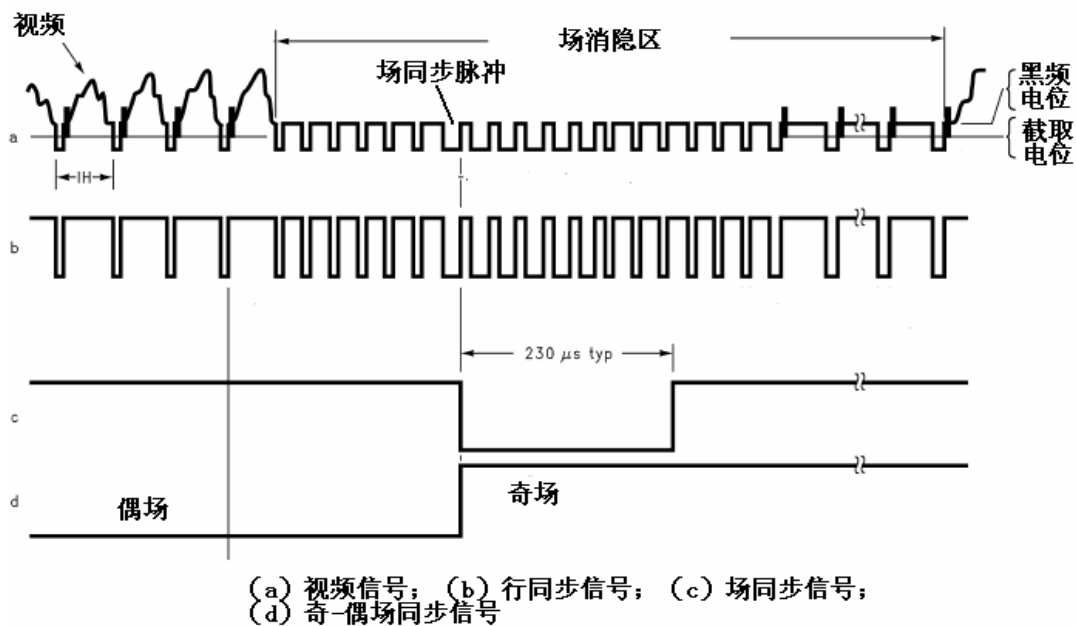 视频
场消隐区
场同步脉冲
黑频
电位
截取
电位
a
1H
b
230 μs typ
c
d
偶场
奇场
(a) 视频信号; (b) 行同步信号; (c) 场同步信号;
(d) 奇-偶场同步信号